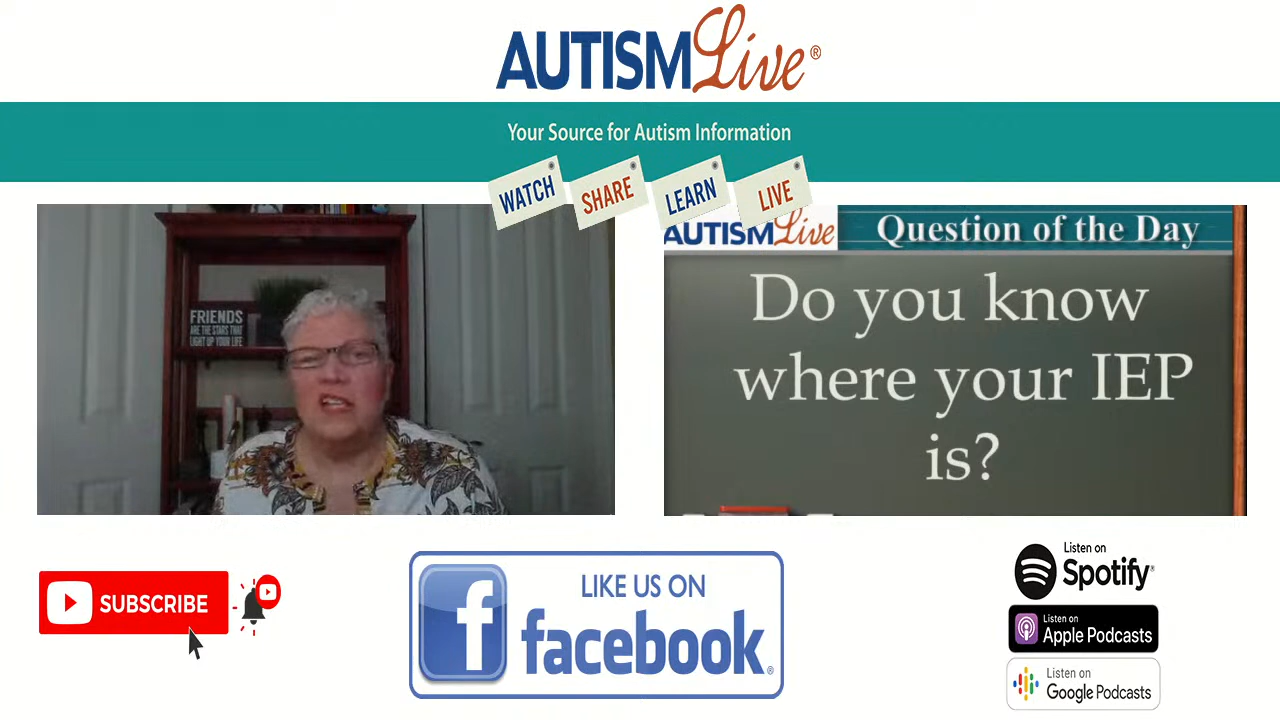 AUTISM Live®
Your Source for Autism Information
WATCH
SHARE
LEARN
LIVE
FRIENDS
ARE THE STARS THAT
LIGHT UP YOUR LIFE
AUTISM Live
Question of the Day
Do you know
where your IEP
is?
SUBSCRIBE
LIKE US ON
facebook®
Listen on
Spotify
Listen on
Apple Podcasts
Listen on
Google Podcasts